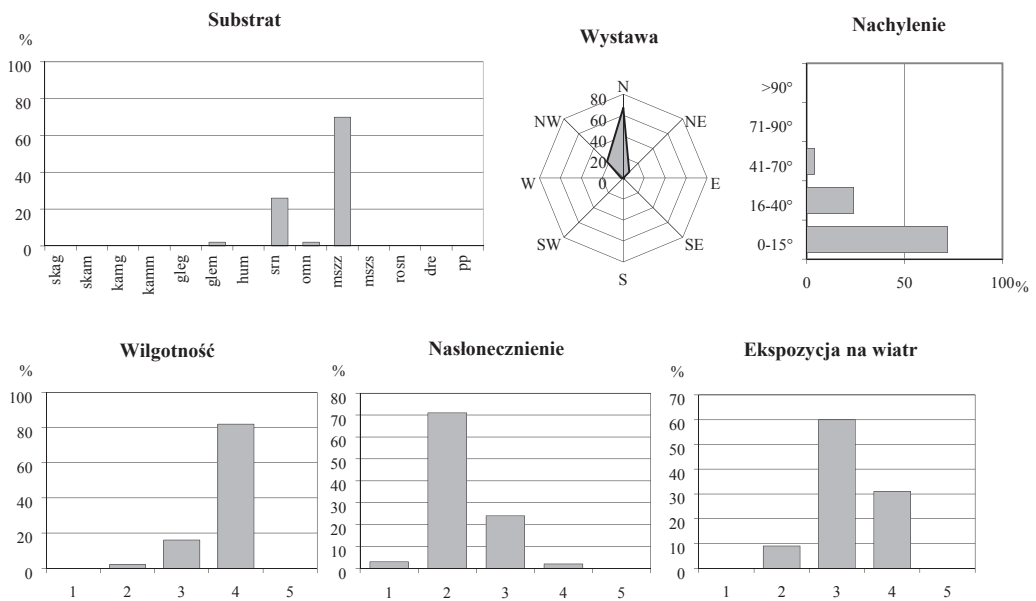 Substrat
%
100
80
60
40
20
0
skag
skam
kamg
kamm
gleg
glem
hum
srn
omn
mszz
mszs
rosn
dre
pp
Wystawa
N
NE
E
SE
S
SW
W
NW
80
60
40
20
0
Nachylenie
>90°
71-90°
41-70°
16-40°
0-15°
0 50 100%
Wilgotność
%
100
80
60
40
20
0
1 2 3 4 5
Nasłonecznienie
%
80
70
60
50
40
30
20
10
0
1 2 3 4 5
Ekspozycja na wiatr
%
70
60
50
40
30
20
10
0
1 2 3 4 5